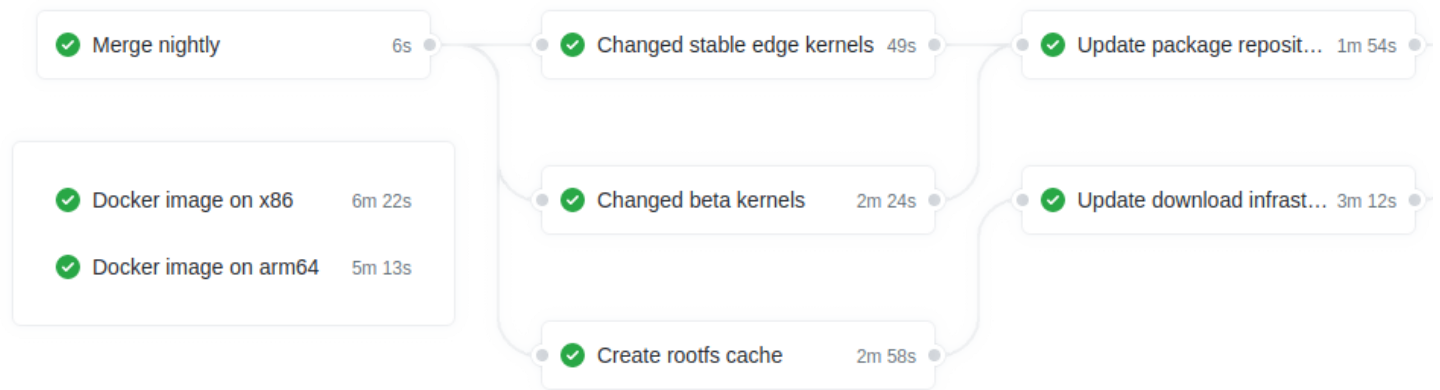 Merge nightly 6s
Changed stable edge kernels 49s
Update package reposit... 1m 54s
Docker image on x86 6m 22s
Docker image on arm64 5m 13s
Changed beta kernels 2m 24s
Update download infrast... 3m 12s
Create rootfs cache 2m 58s